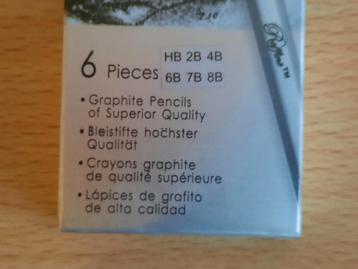 6 Pieces
HB 2B 4B
6B 7B 8B
• Graphite Pencils
of Superior Quality
• Bleistifte höchster
Qualität
• Crayons graphite
de qualité supérieure
• Lápices de grafito
de alta calidad